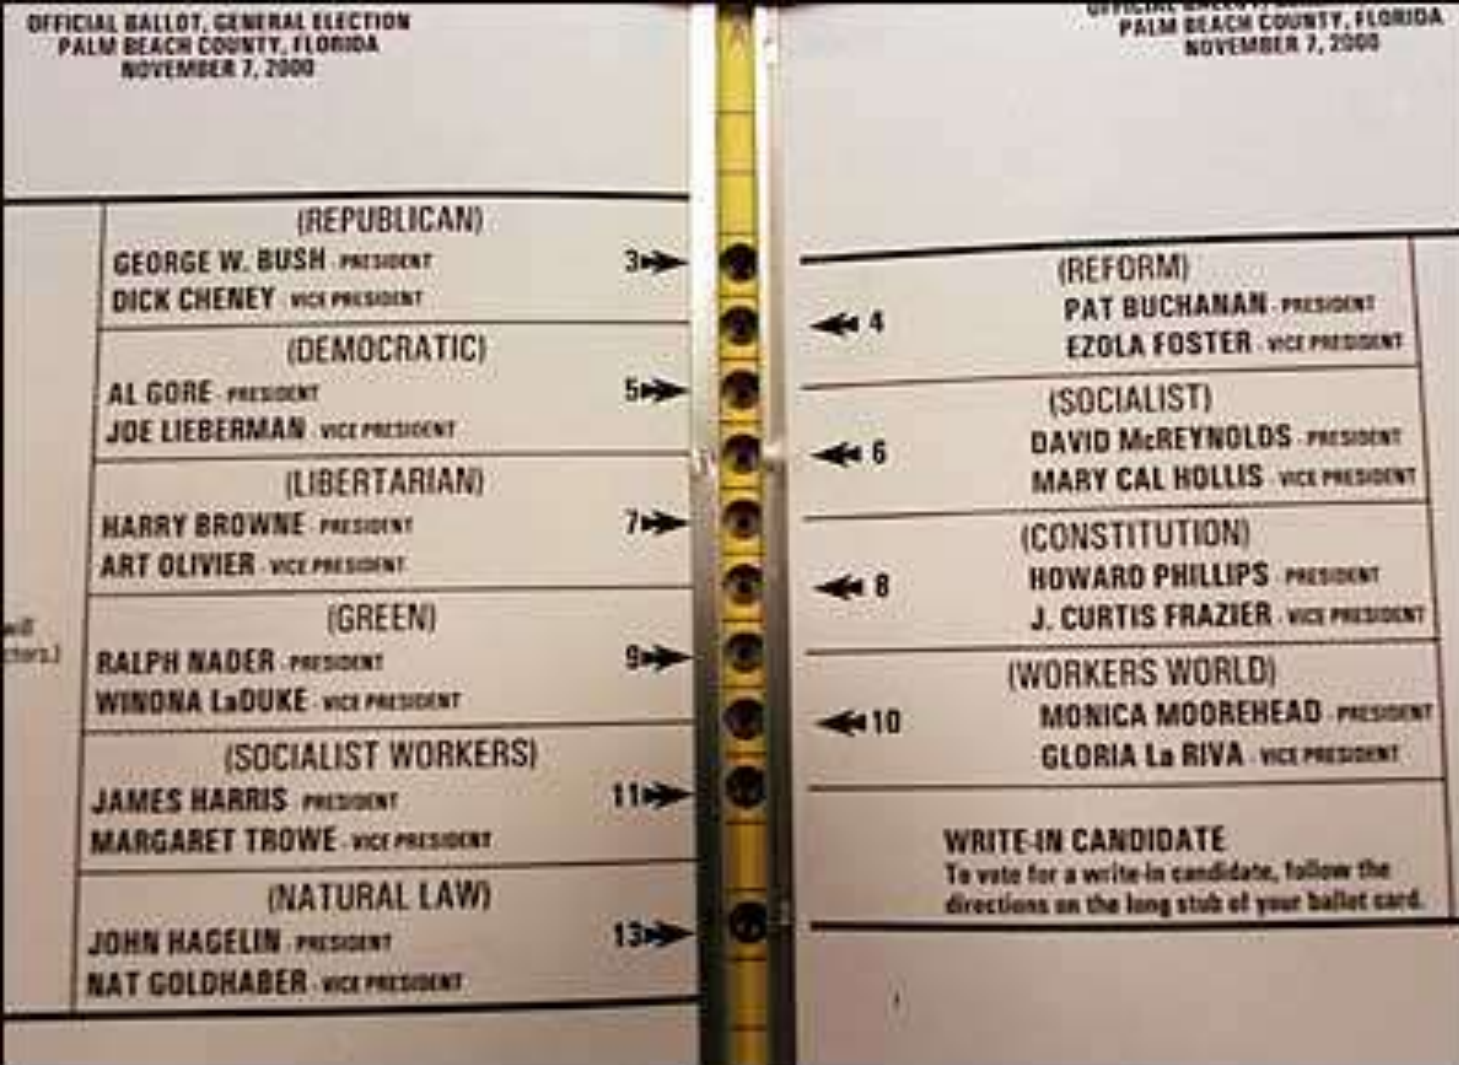 OFFICIAL BALLOT, GENERAL ELECTION
PALM BEACH COUNTY, FLORIDA
NOVEMBER 7, 2000
(REPUBLICAN)
GEORGE W. BUSH - PRESIDENT
DICK CHENEY - VICE PRESIDENT
3
(DEMOCRATIC)
AL GORE - PRESIDENT
JOE LIEBERMAN - VICE PRESIDENT
5
(LIBERTARIAN)
HARRY BROWNE - PRESIDENT
ART OLIVIER - VICE PRESIDENT
7
(GREEN)
RALPH NADER - PRESIDENT
WINONA LaDUKE - VICE PRESIDENT
9
(SOCIALIST WORKERS)
JAMES HARRIS - PRESIDENT
MARGARET TROWE - VICE PRESIDENT
11
(NATURAL LAW)
JOHN HAGELIN - PRESIDENT
NAT GOLDHABER - VICE PRESIDENT
13
OFFICIAL BALLOT,
PALM BEACH COUNTY, FLORIDA
NOVEMBER 7, 2000
(REFORM)
4
PAT BUCHANAN - PRESIDENT
EZOLA FOSTER - VICE PRESIDENT
(SOCIALIST)
6
DAVID McREYNOLDS - PRESIDENT
MARY CAL HOLLIS - VICE PRESIDENT
(CONSTITUTION)
8
HOWARD PHILLIPS - PRESIDENT
J. CURTIS FRAZIER - VICE PRESIDENT
(WORKERS WORLD)
10
MONICA MOOREHEAD - PRESIDENT
GLORIA La RIVA - VICE PRESIDENT
WRITE-IN CANDIDATE
To vote for a write-in candidate, follow the
directions on the long stub of your ballot card.